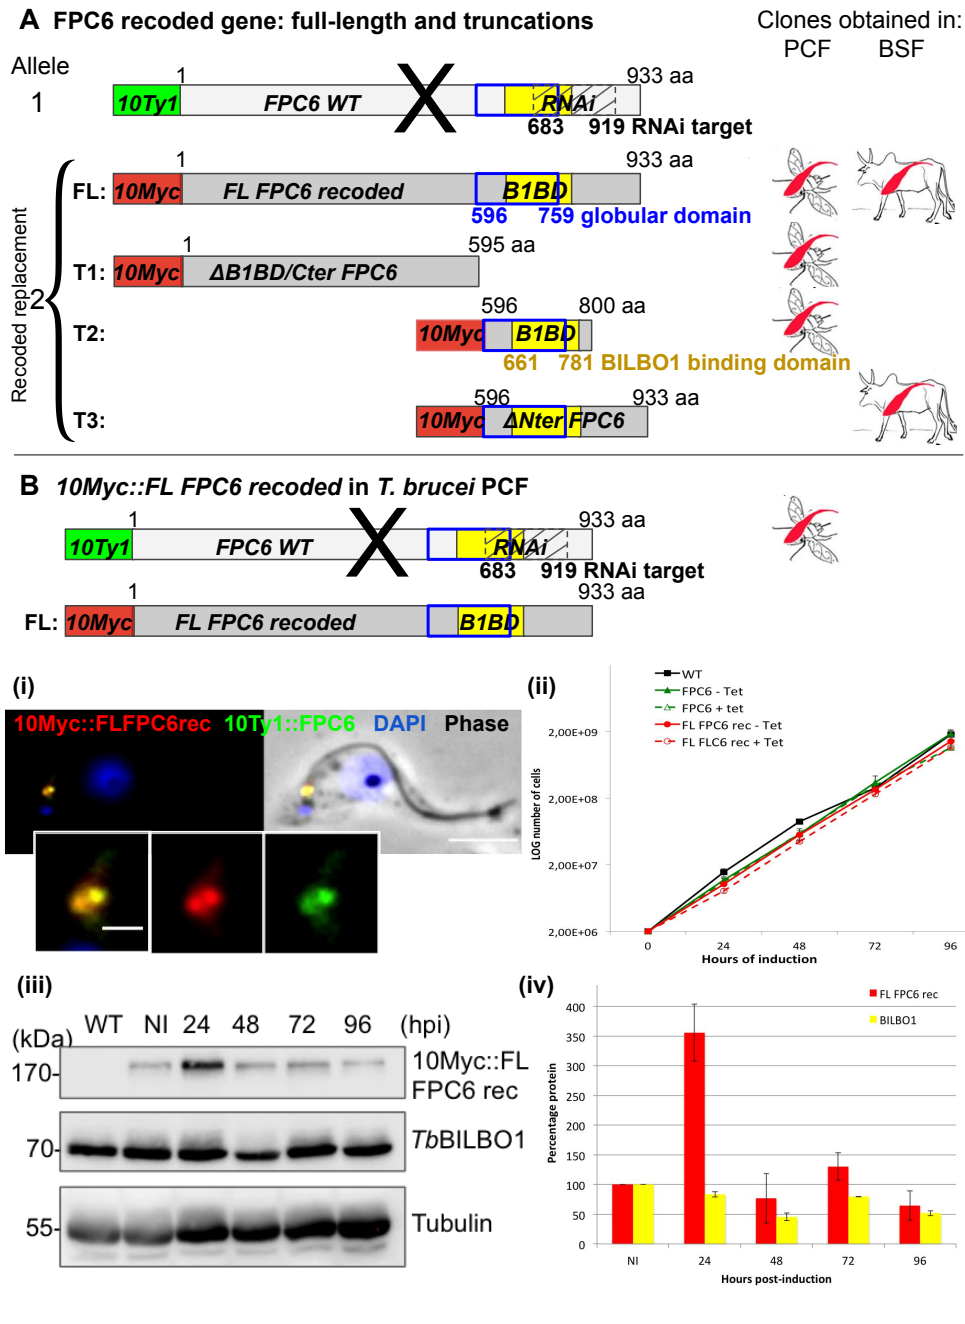 A FPC6 recoded gene: full-length and truncations
Clones obtained in:
PCF BSF
Allele
1
1 933 aa
10Ty1 FPC6 WT RNAi
683 919 RNAi target
Recoded replacement
2
1 933 aa
FL: 10Myc FL FPC6 recoded B1BD
596 759 globular domain
1 595 aa
T1: 10Myc ΔB1BD/Cter FPC6
596 800 aa
T2: 10Myc B1BD
661 781 BILBO1 binding domain
596 933 aa
T3: 10Myc ΔNter FPC6
B 10Myc::FL FPC6 recoded in T. brucei PCF
1 933 aa
10Ty1 FPC6 WT RNAi
683 919 RNAi target
1 933 aa
FL: 10Myc FL FPC6 recoded B1BD
(i)
10Myc::FLFPC6rec 10Ty1::FPC6 DAPI Phase
(ii)
WT
FPC6 - Tet
FPC6 + tet
FL FPC6 rec - Tet
FL FLC6 rec + Tet
LOG number of cells
2,00E+09
2,00E+08
2,00E+07
2,00E+06
0 24 48 72 96
Hours of induction
(iii)
WT NI 24 48 72 96 (hpi)
(kDa)
170- 10Myc::FL
FPC6 rec
70- TbBILBO1
55- Tubulin
(iv)
FL FPC6 rec
BILBO1
Percentage protein
400
350
300
250
200
150
100
50
0
NI 24 48 72 96
Hours post-induction